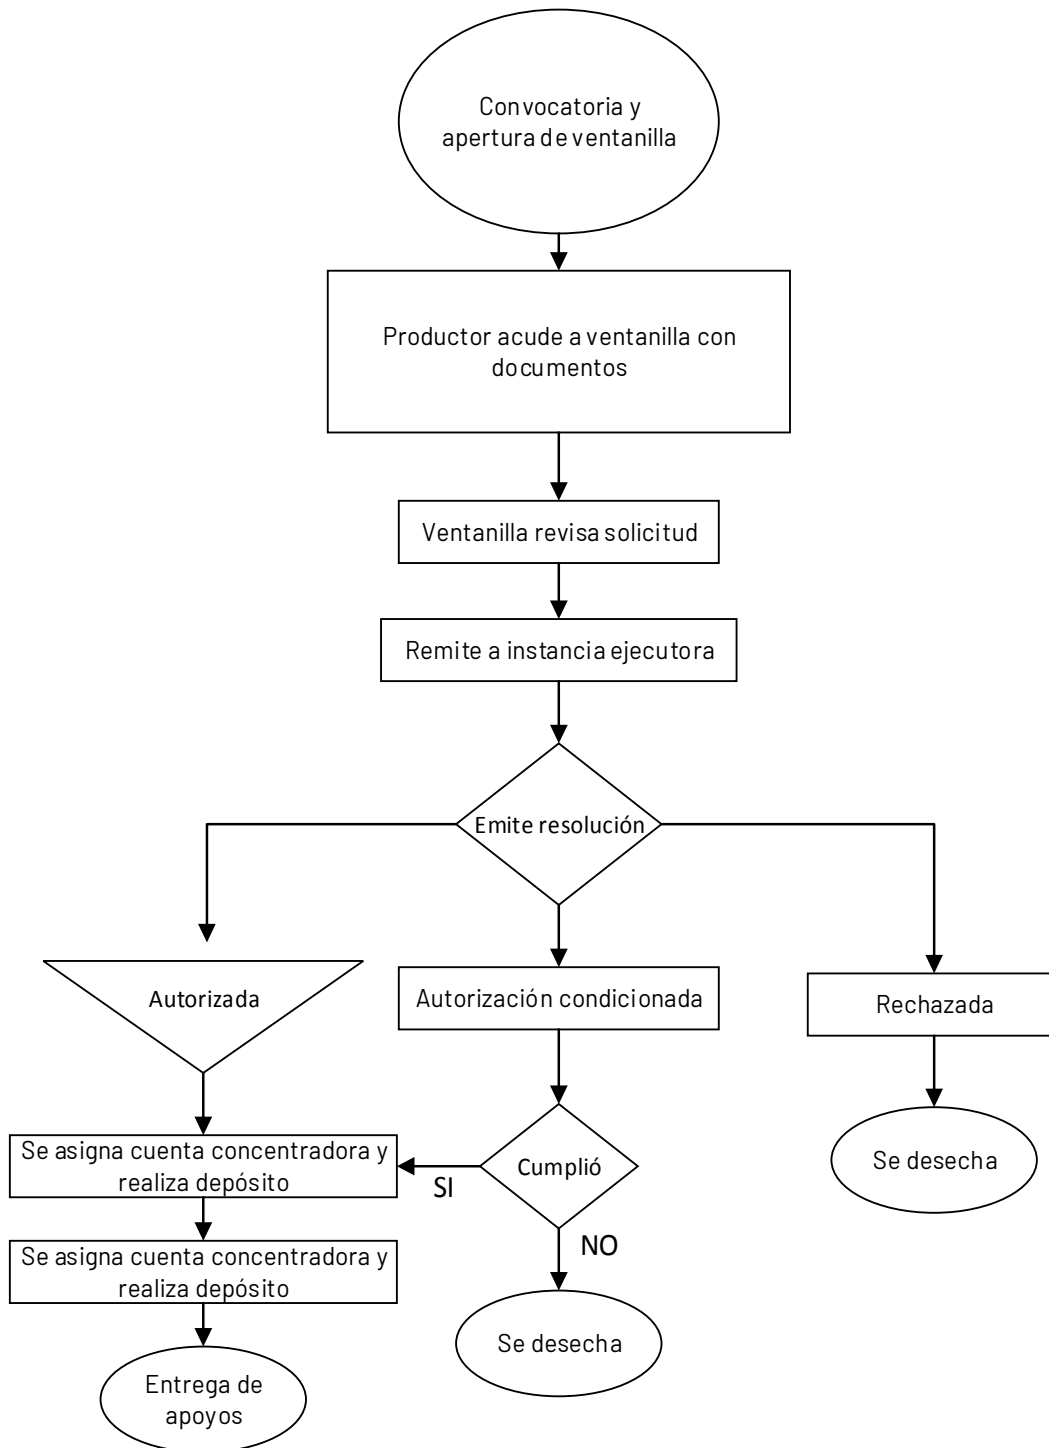 Convocatoria y
apertura de ventanilla
Productor acude a ventanilla con
documentos
Ventanilla revisa solicitud
Remite a instancia ejecutora
Emite resolución
Autorizada
Autorización condicionada
Rechazada
Se asigna cuenta concentradora y
realiza depósito
SI
Cumplió
Se desecha
NO
Se asigna cuenta concentradora y
realiza depósito
Se desecha
Entrega de
apoyos